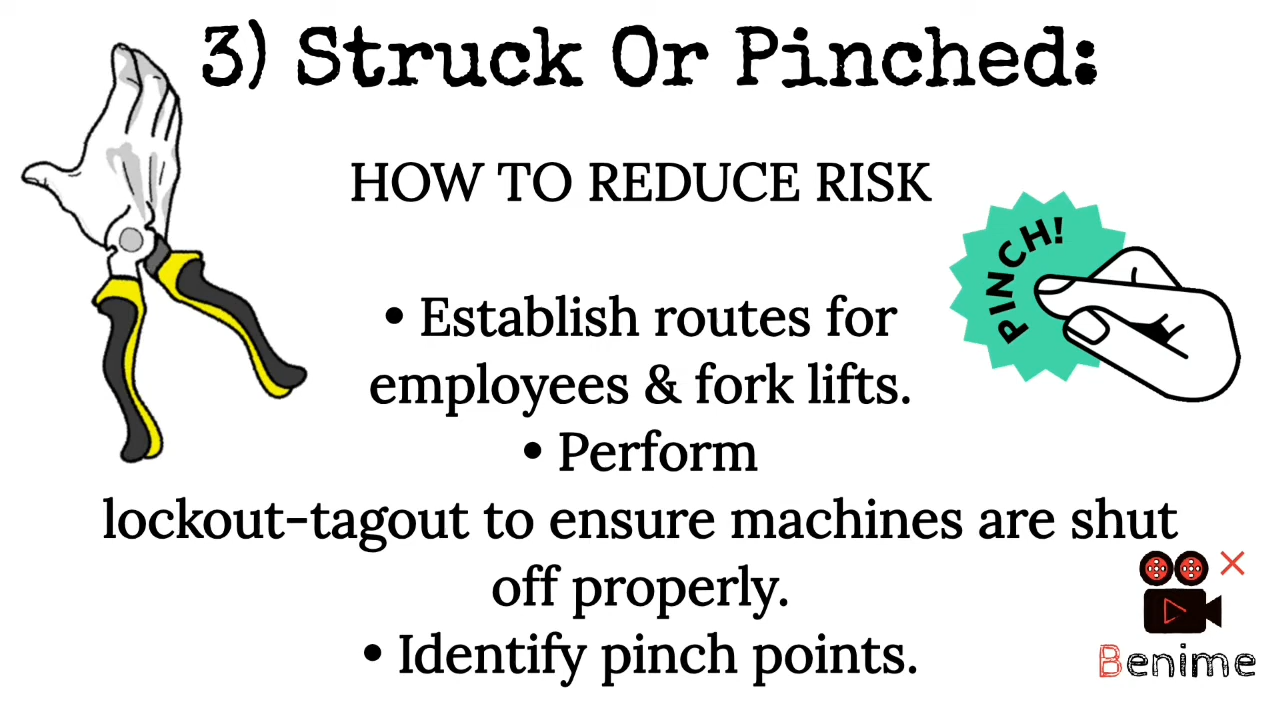 3) Struck Or Pinched:
HOW TO REDUCE RISK
• Establish routes for
employees & fork lifts.
• Perform
lockout-tagout to ensure machines are shut
off properly.
• Identify pinch points.
PINCH!
Benime